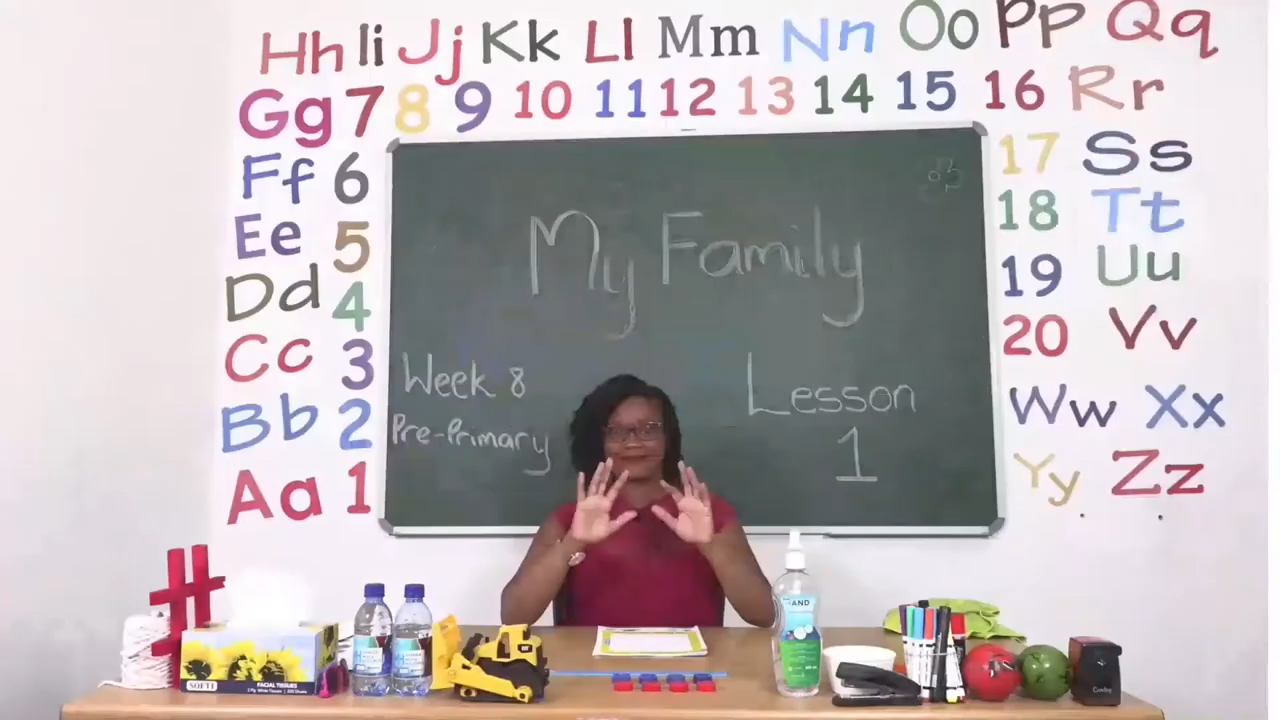 Hh Ii Jj Kk Ll Mm Nn Oo Pp Qq
Gg 7 8 9 10 11 12 13 14 15 16 Rr
Ff 6 17 Ss
Ee 5 18 Tt
Dd 4 19 Uu
Cc 3 20 Vv
Bb 2 Ww Xx
Aa 1 Yy Zz
My Family
Week 8
Pre-Primary
Lesson
1
SOFTI
FACIAL TISSUES
CAT
HAND